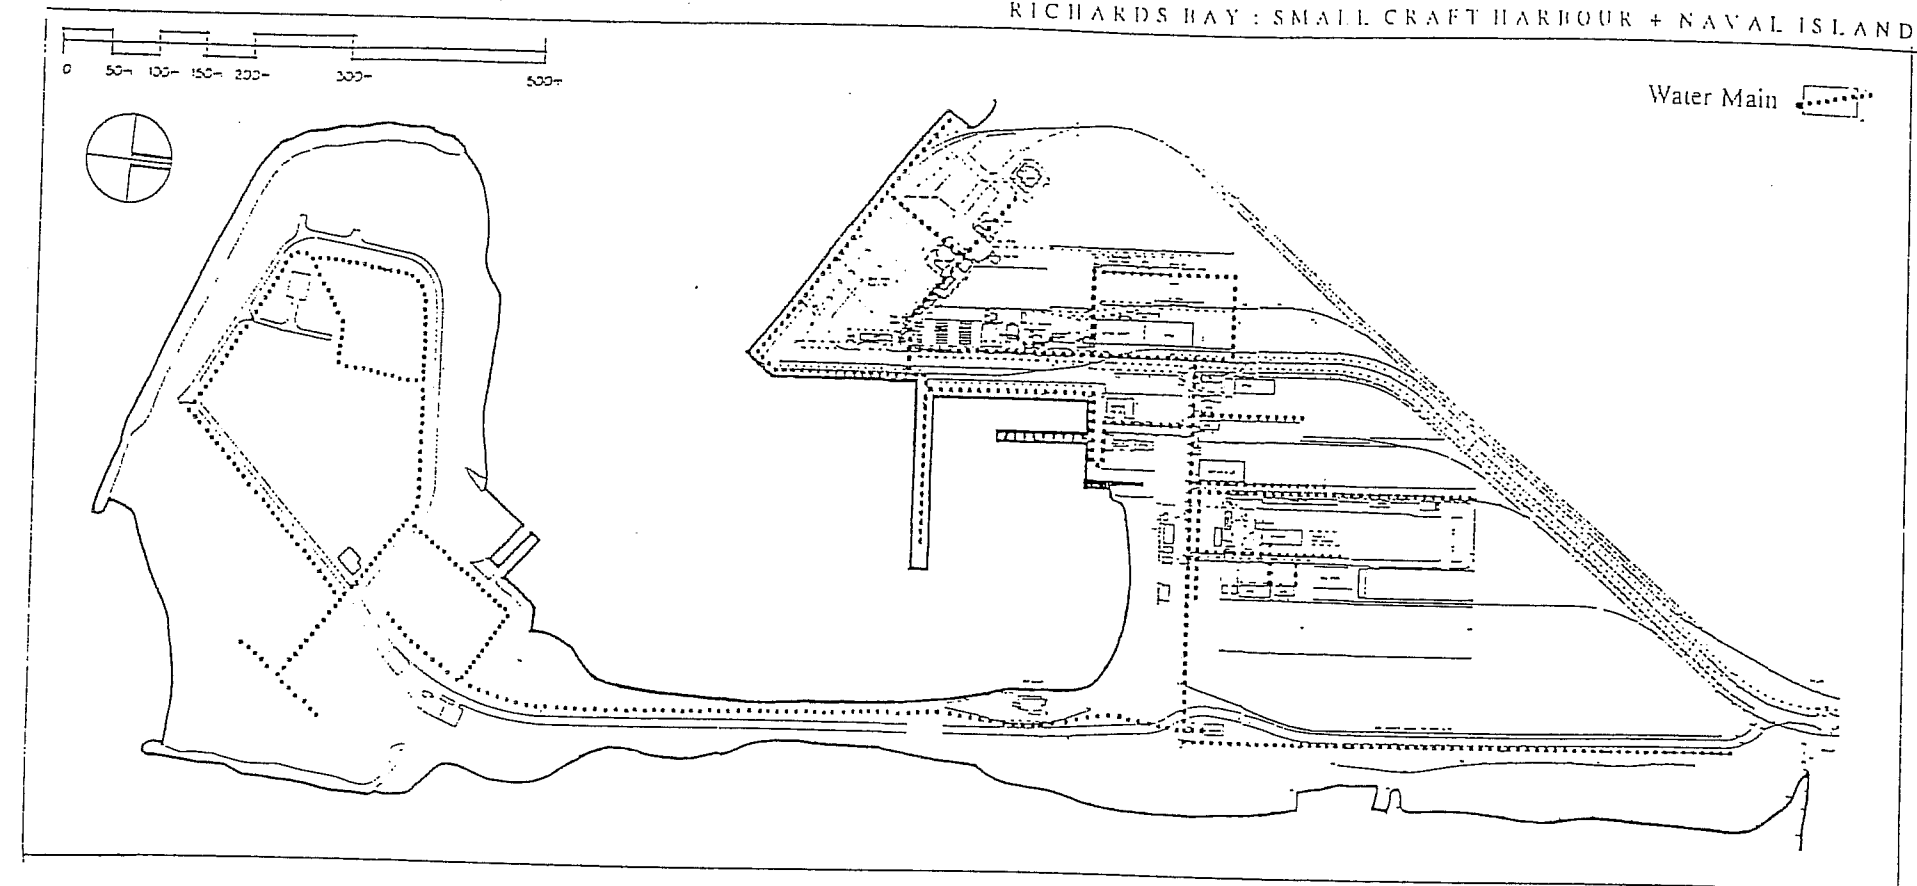 RICHARDS BAY : SMALL CRAFT HARBOUR + NAVAL ISLAND
0 50m 100m 150m 200m 300m 500m
Water Main